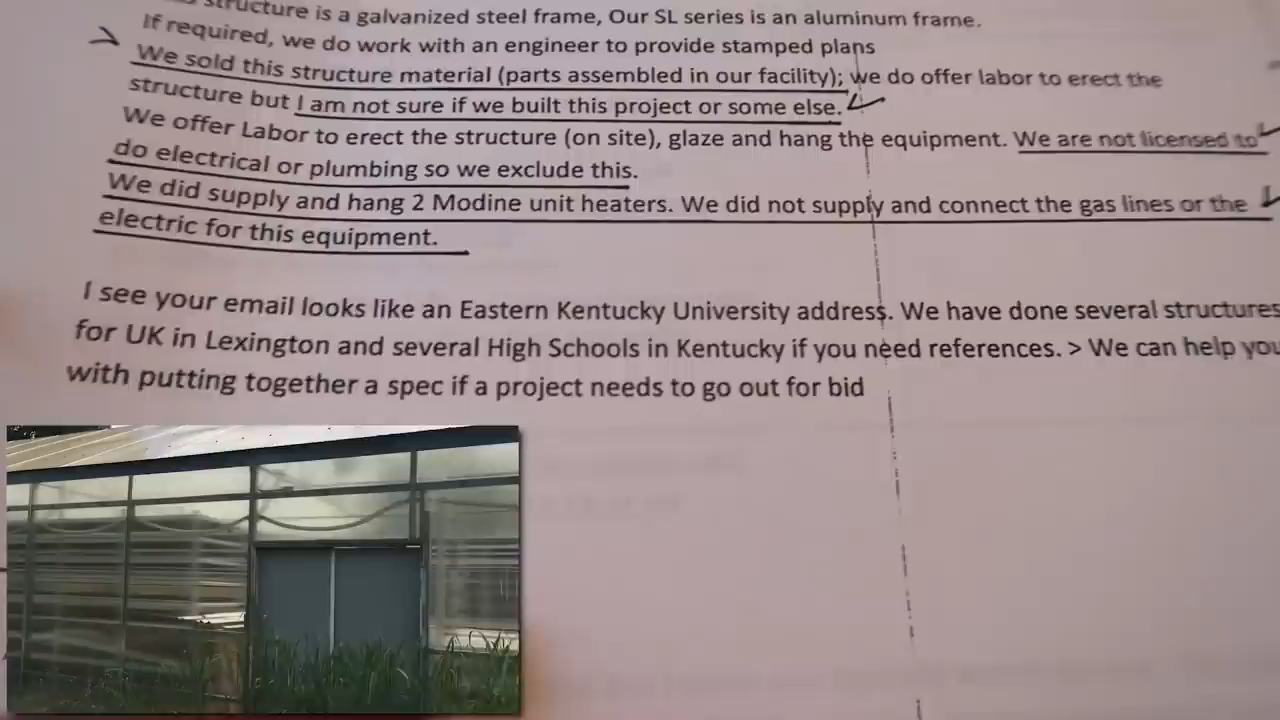 structure is a galvanized steel frame, Our SL series is an aluminum frame.
If required, we do work with an engineer to provide stamped plans
We sold this structure material (parts assembled in our facility); we do offer labor to erect the
structure but I am not sure if we built this project or some else.
We offer Labor to erect the structure (on site), glaze and hang the equipment. We are not licensed to
do electrical or plumbing so we exclude this.
We did supply and hang 2 Modine unit heaters. We did not supply and connect the gas lines or the
electric for this equipment.
I see your email looks like an Eastern Kentucky University address. We have done several structures
for UK in Lexington and several High Schools in Kentucky if you need references. > We can help you
with putting together a spec if a project needs to go out for bid